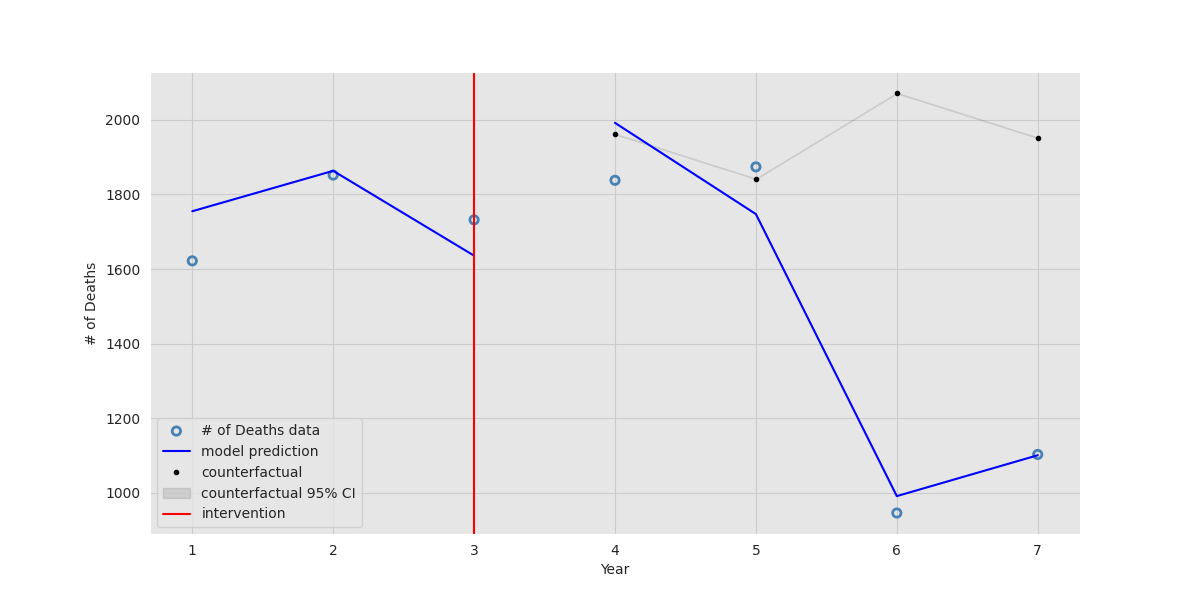 2000
1800
1600
1400
1200
1000
# of Deaths
# of Deaths data
model prediction
counterfactual
counterfactual 95% CI
intervention
1 2 3 4 5 6 7
Year